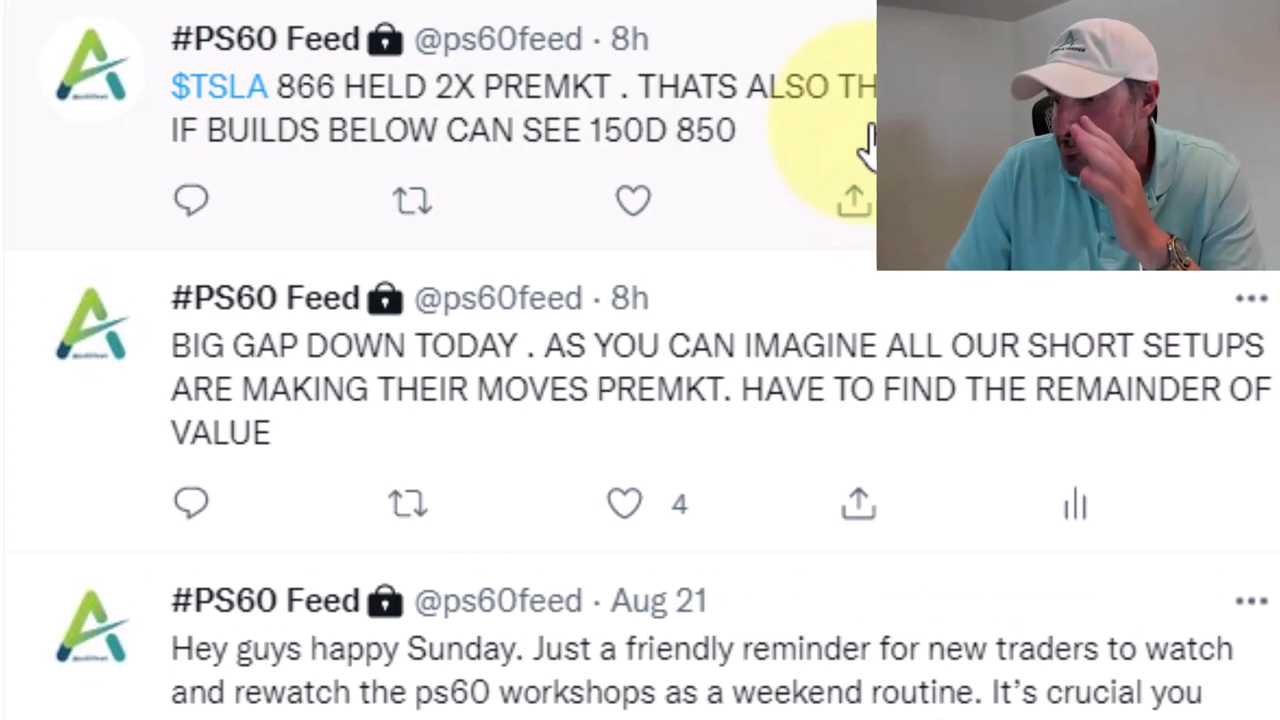 #PS60 Feed @ps60feed · 8h
$TSLA 866 HELD 2X PREMKT . THATS ALSO
IF BUILDS BELOW CAN SEE 150D 850
#PS60 Feed @ps60feed · 8h
BIG GAP DOWN TODAY . AS YOU CAN IMAGINE ALL OUR SHORT SETUPS
ARE MAKING THEIR MOVES PREMKT. HAVE TO FIND THE REMAINDER OF
VALUE
4
#PS60 Feed @ps60feed · Aug 21
Hey guys happy Sunday. Just a friendly reminder for new traders to watch
and rewatch the ps60 workshops as a weekend routine. It's crucial you